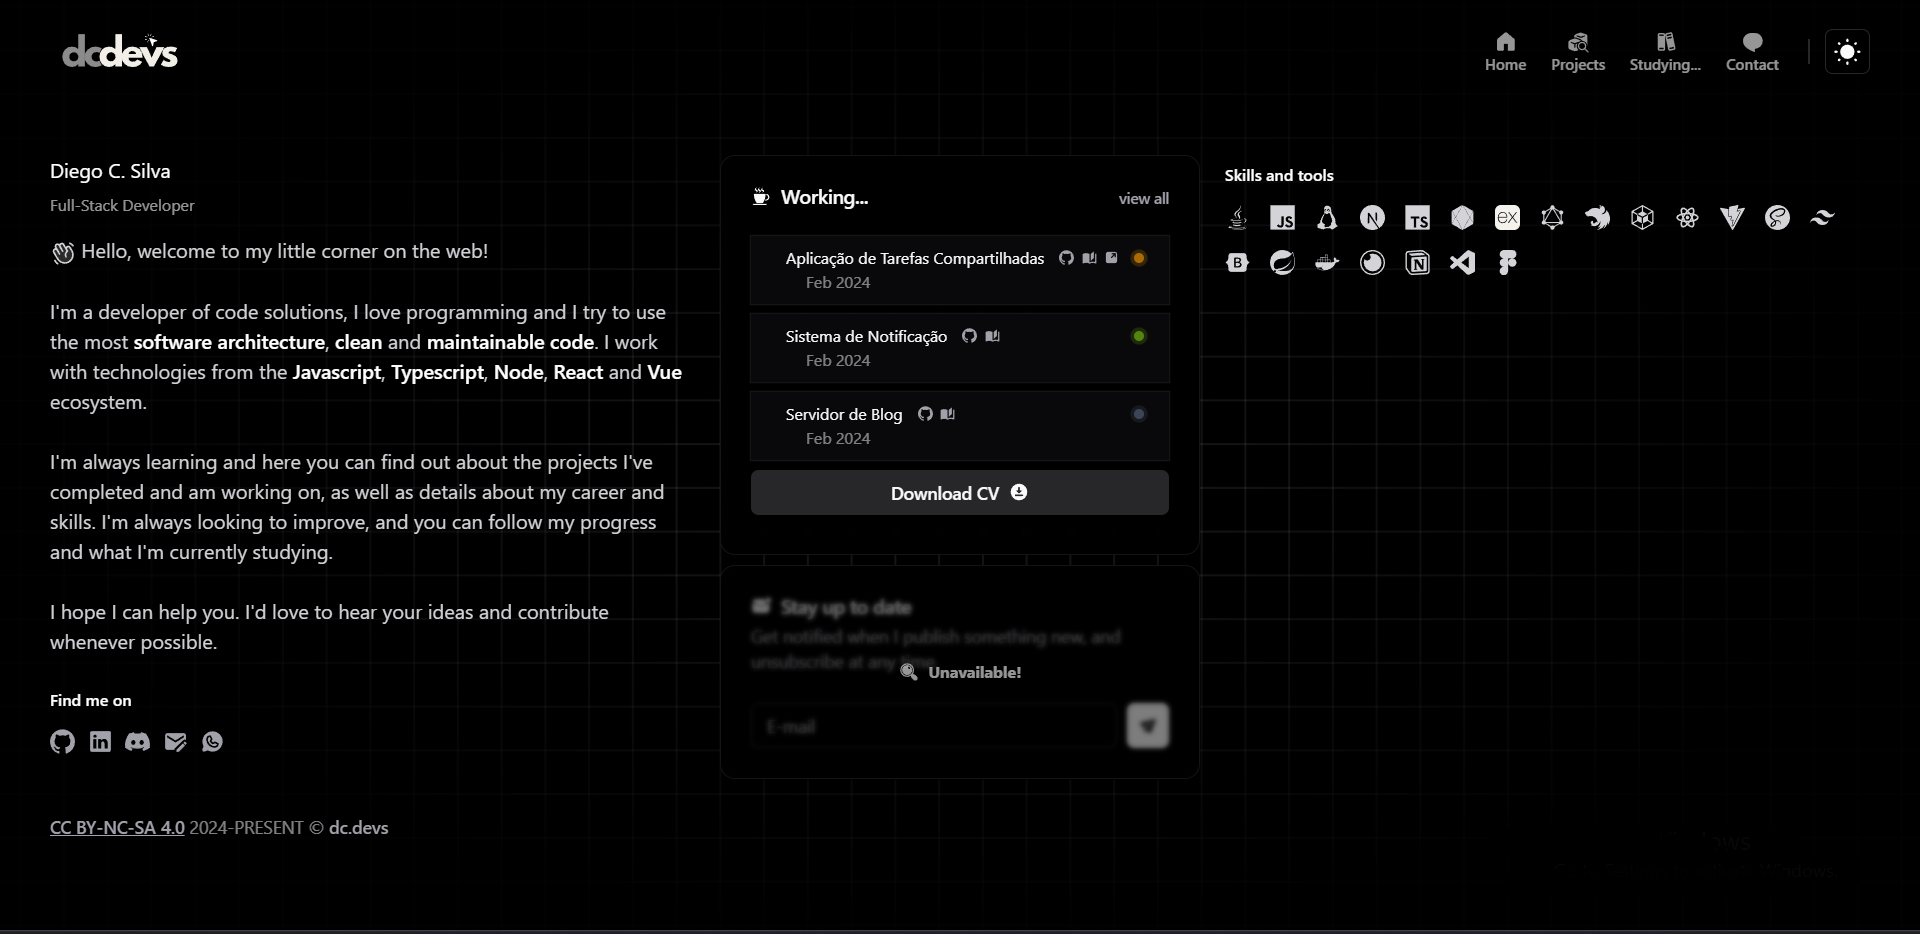 dcdevs
Home
Projects
Studying...
Contact
Diego C. Silva
Full-Stack Developer
Hello, welcome to my little corner on the web!
I'm a developer of code solutions, I love programming and I try to use
the most software architecture, clean and maintainable code. I work
with technologies from the Javascript, Typescript, Node, React and Vue
ecosystem.
I'm always learning and here you can find out about the projects I've
completed and am working on, as well as details about my career and
skills. I'm always looking to improve, and you can follow my progress
and what I'm currently studying.
I hope I can help you. I'd love to hear your ideas and contribute
whenever possible.
Find me on
in
CC BY-NC-SA 4.0 2024-PRESENT © dc.devs
Working...
view all
Aplicação de Tarefas Compartilhadas
Feb 2024
Sistema de Notificação
Feb 2024
Servidor de Blog
Feb 2024
Download CV
Stay up to date
Get notified when I publish something new, and
unsubscribe at any time.
Unavailable!
E-mail
Skills and tools
JS
N
TS
ex
B
N